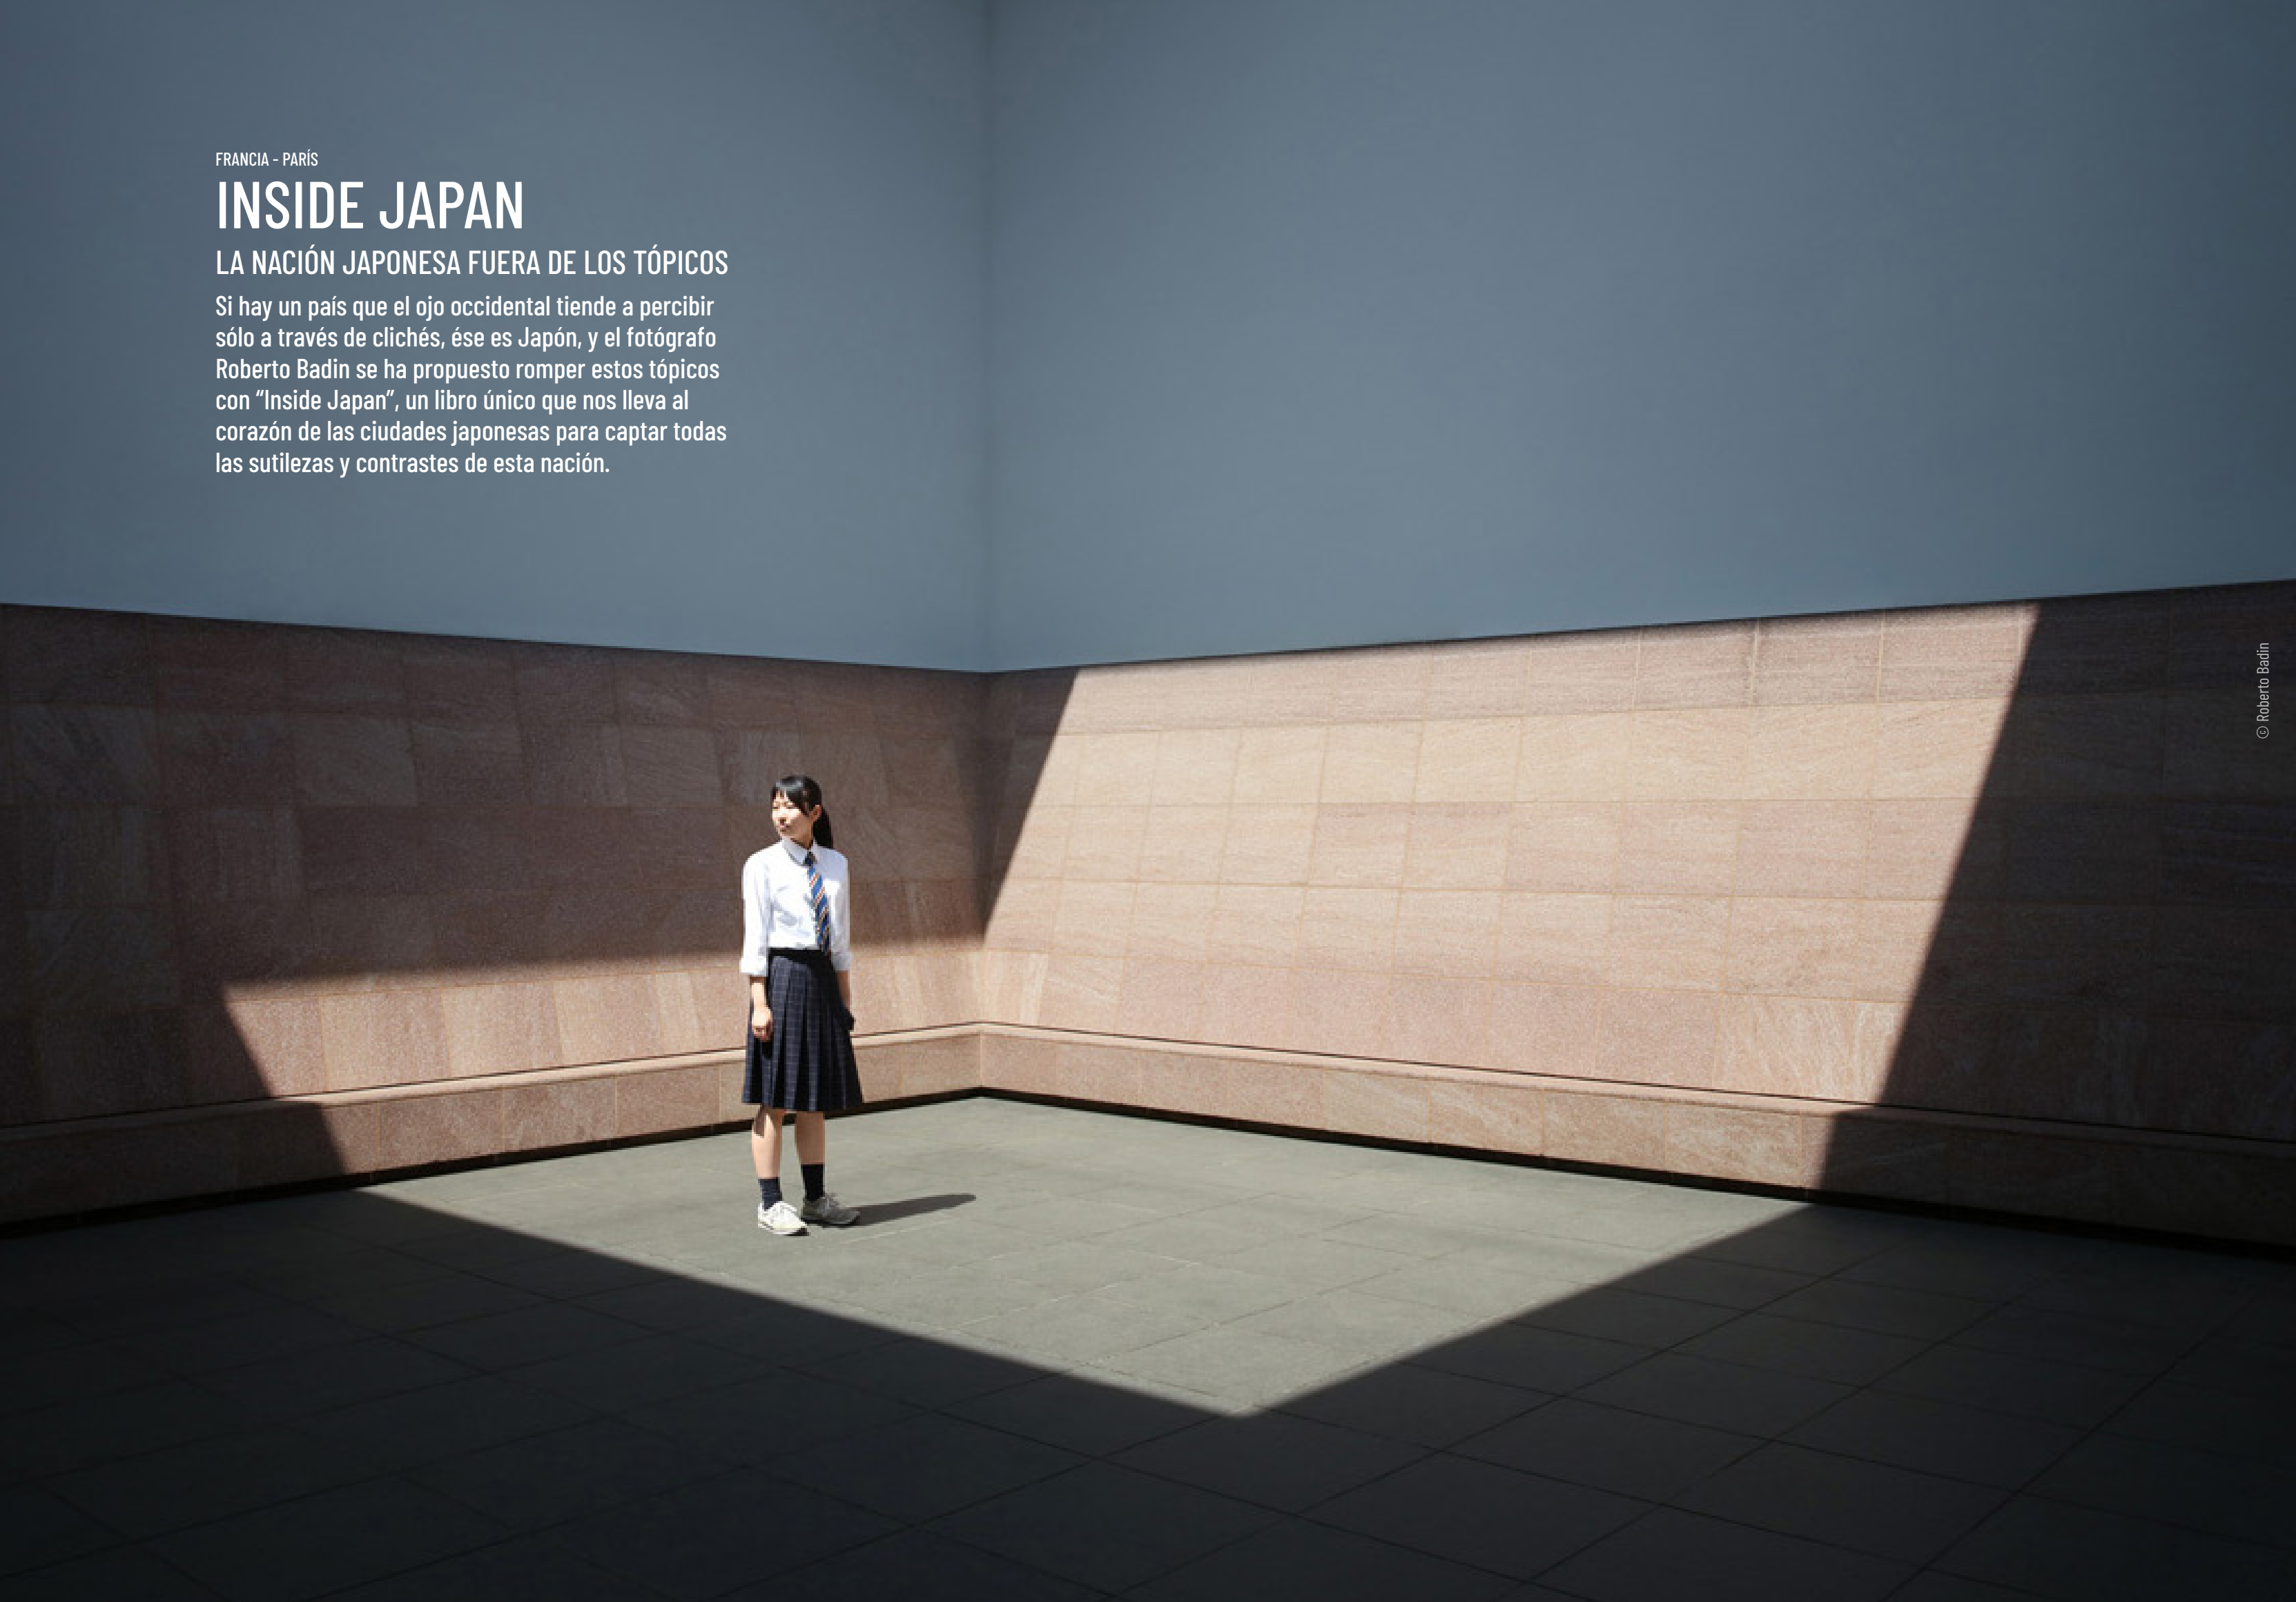 FRANCIA - PARÍS
INSIDE JAPAN
LA NACIÓN JAPONESA FUERA DE LOS TÓPICOS
Si hay un país que el ojo occidental tiende a percibir
sólo a través de clichés, ése es Japón, y el fotógrafo
Roberto Badin se ha propuesto romper estos tópicos
con “Inside Japan”, un libro único que nos lleva al
corazón de las ciudades japonesas para captar todas
las sutilezas y contrastes de esta nación.
© Roberto Badin